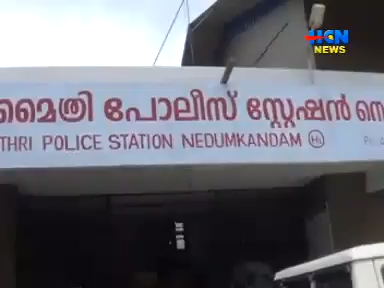 HCN
NEWS
മൈത്രി പോലീസ് സ്റ്റേഷൻ നെ
THRI POLICE STATION NEDUMKANDAM